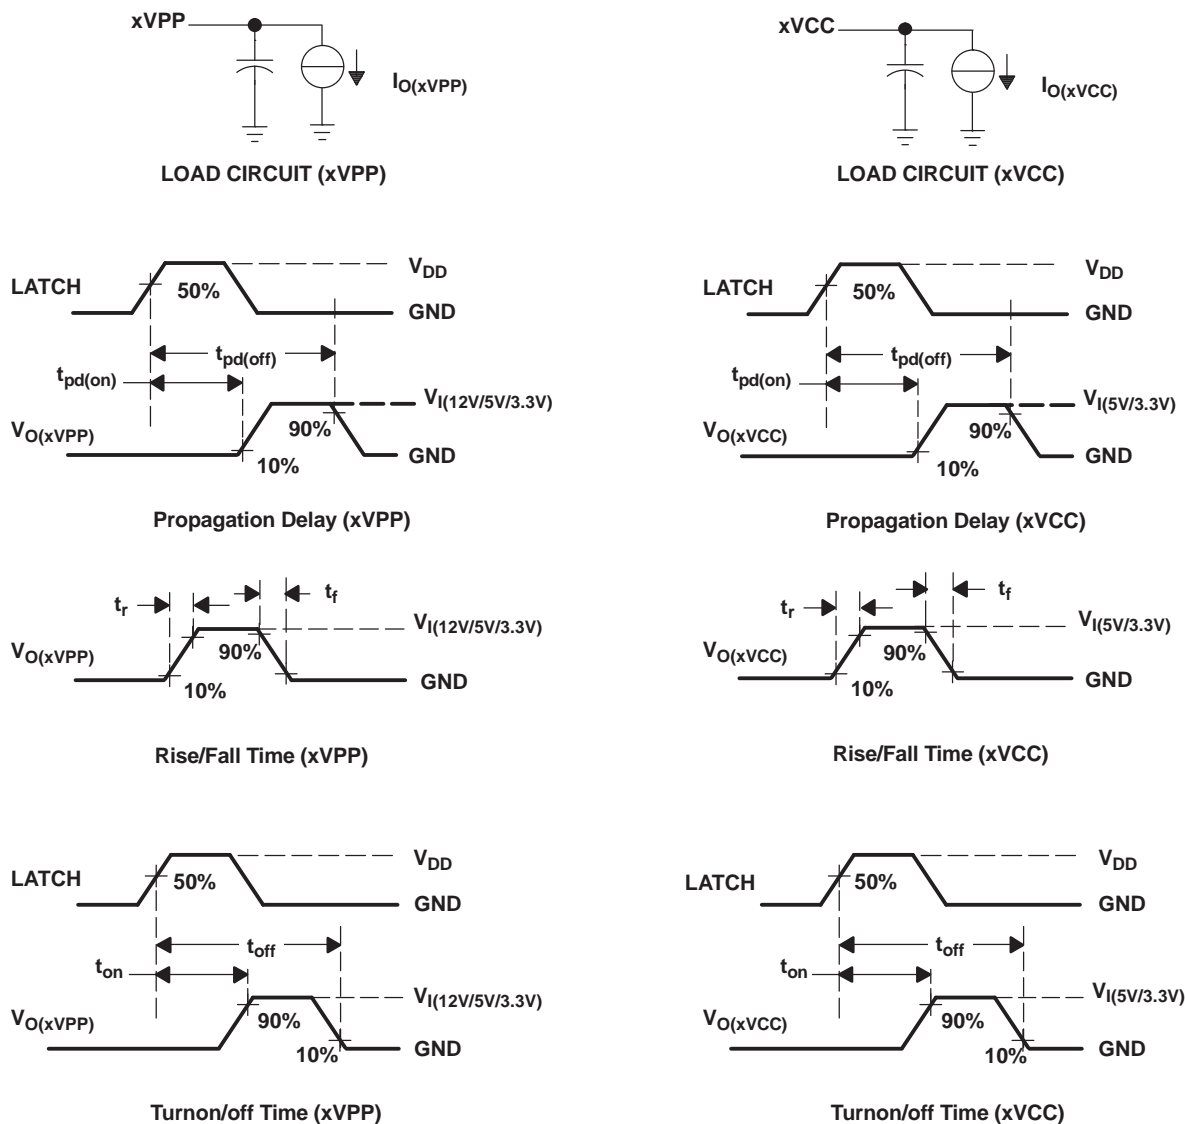 xVPP
I_O(xVPP)
LOAD CIRCUIT (xVPP)
xVCC
I_O(xVCC)
LOAD CIRCUIT (xVCC)
LATCH
50%
V_DD
GND
t_pd(off)
t_pd(on)
V_I(12V/5V/3.3V)
V_O(xVPP)
90%
10%
GND
Propagation Delay (xVPP)
LATCH
50%
V_DD
GND
t_pd(off)
t_pd(on)
V_I(5V/3.3V)
V_O(xVCC)
90%
10%
GND
Propagation Delay (xVCC)
t_r
t_f
V_I(12V/5V/3.3V)
V_O(xVPP)
90%
10%
GND
Rise/Fall Time (xVPP)
t_r
t_f
V_I(5V/3.3V)
V_O(xVCC)
90%
10%
GND
Rise/Fall Time (xVCC)
LATCH
50%
V_DD
GND
t_off
t_on
V_I(12V/5V/3.3V)
V_O(xVPP)
90%
10%
GND
Turnon/off Time (xVPP)
LATCH
50%
V_DD
GND
t_off
t_on
V_I(5V/3.3V)
V_O(xVCC)
90%
10%
GND
Turnon/off Time (xVCC)